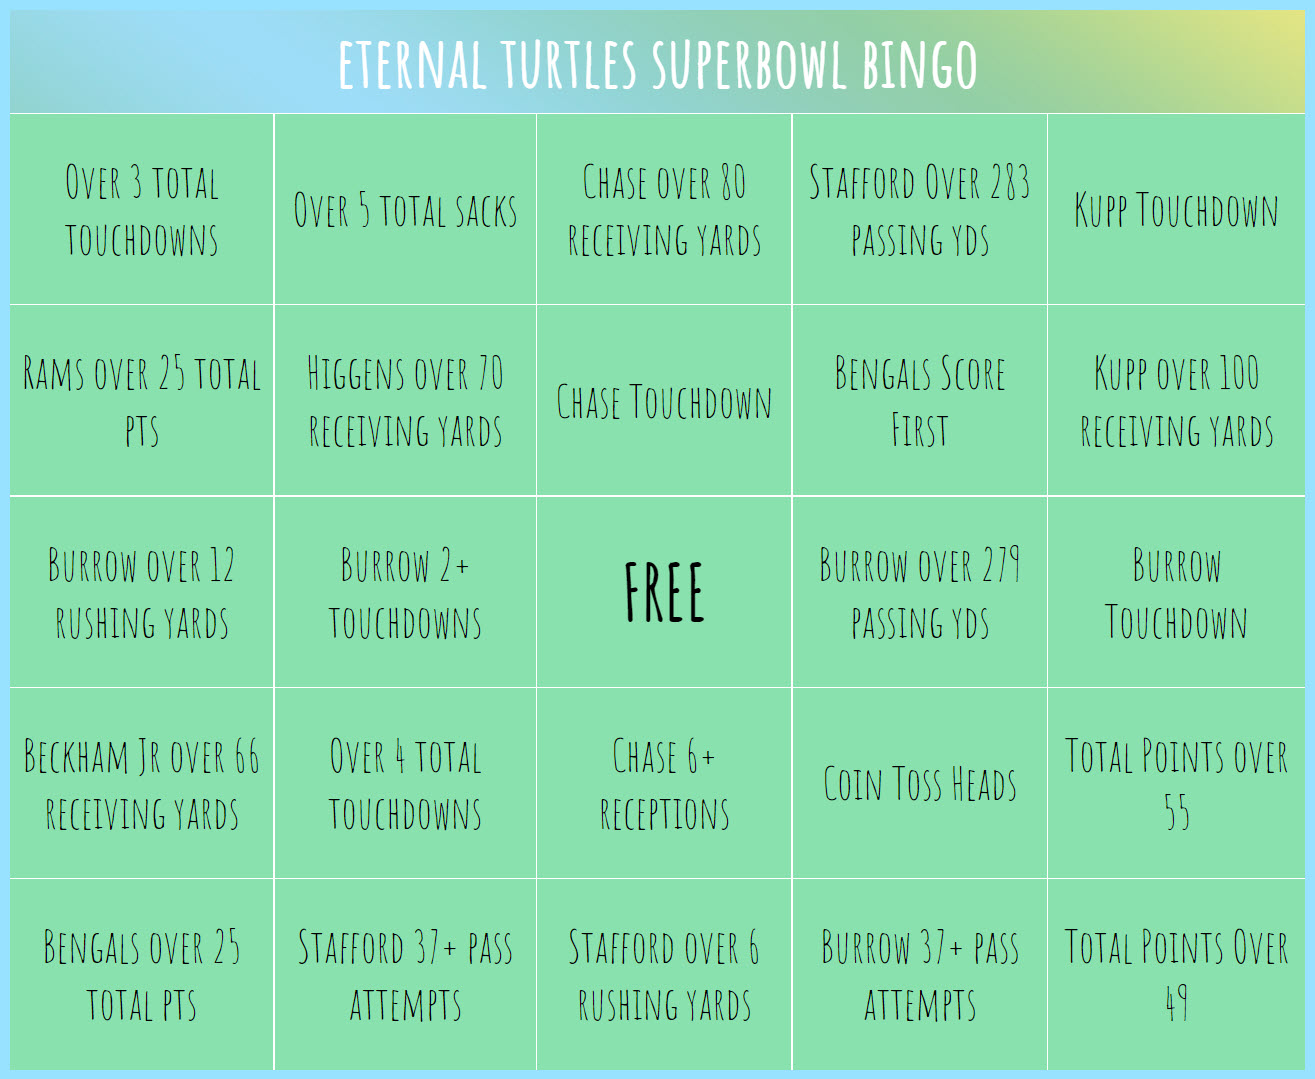 Eternal Turtles Superbowl Bingo
Over 3 total
touchdowns
Over 5 total sacks
Chase over 80
receiving yards
Stafford Over 283
passing yds
Kupp Touchdown
Rams over 25 total
pts
Higgens over 70
receiving yards
Chase Touchdown
Bengals Score
First
Kupp over 100
receiving yards
Burrow over 12
rushing yards
Burrow 2+
touchdowns
FREE
Burrow over 279
passing yds
Burrow
Touchdown
Beckham Jr over 66
receiving yards
Over 4 total
touchdowns
Chase 6+
receptions
Coin Toss Heads
Total Points over
55
Bengals over 25
total pts
Stafford 37+ pass
attempts
Stafford over 6
rushing yards
Burrow 37+ pass
attempts
Total Points Over
49